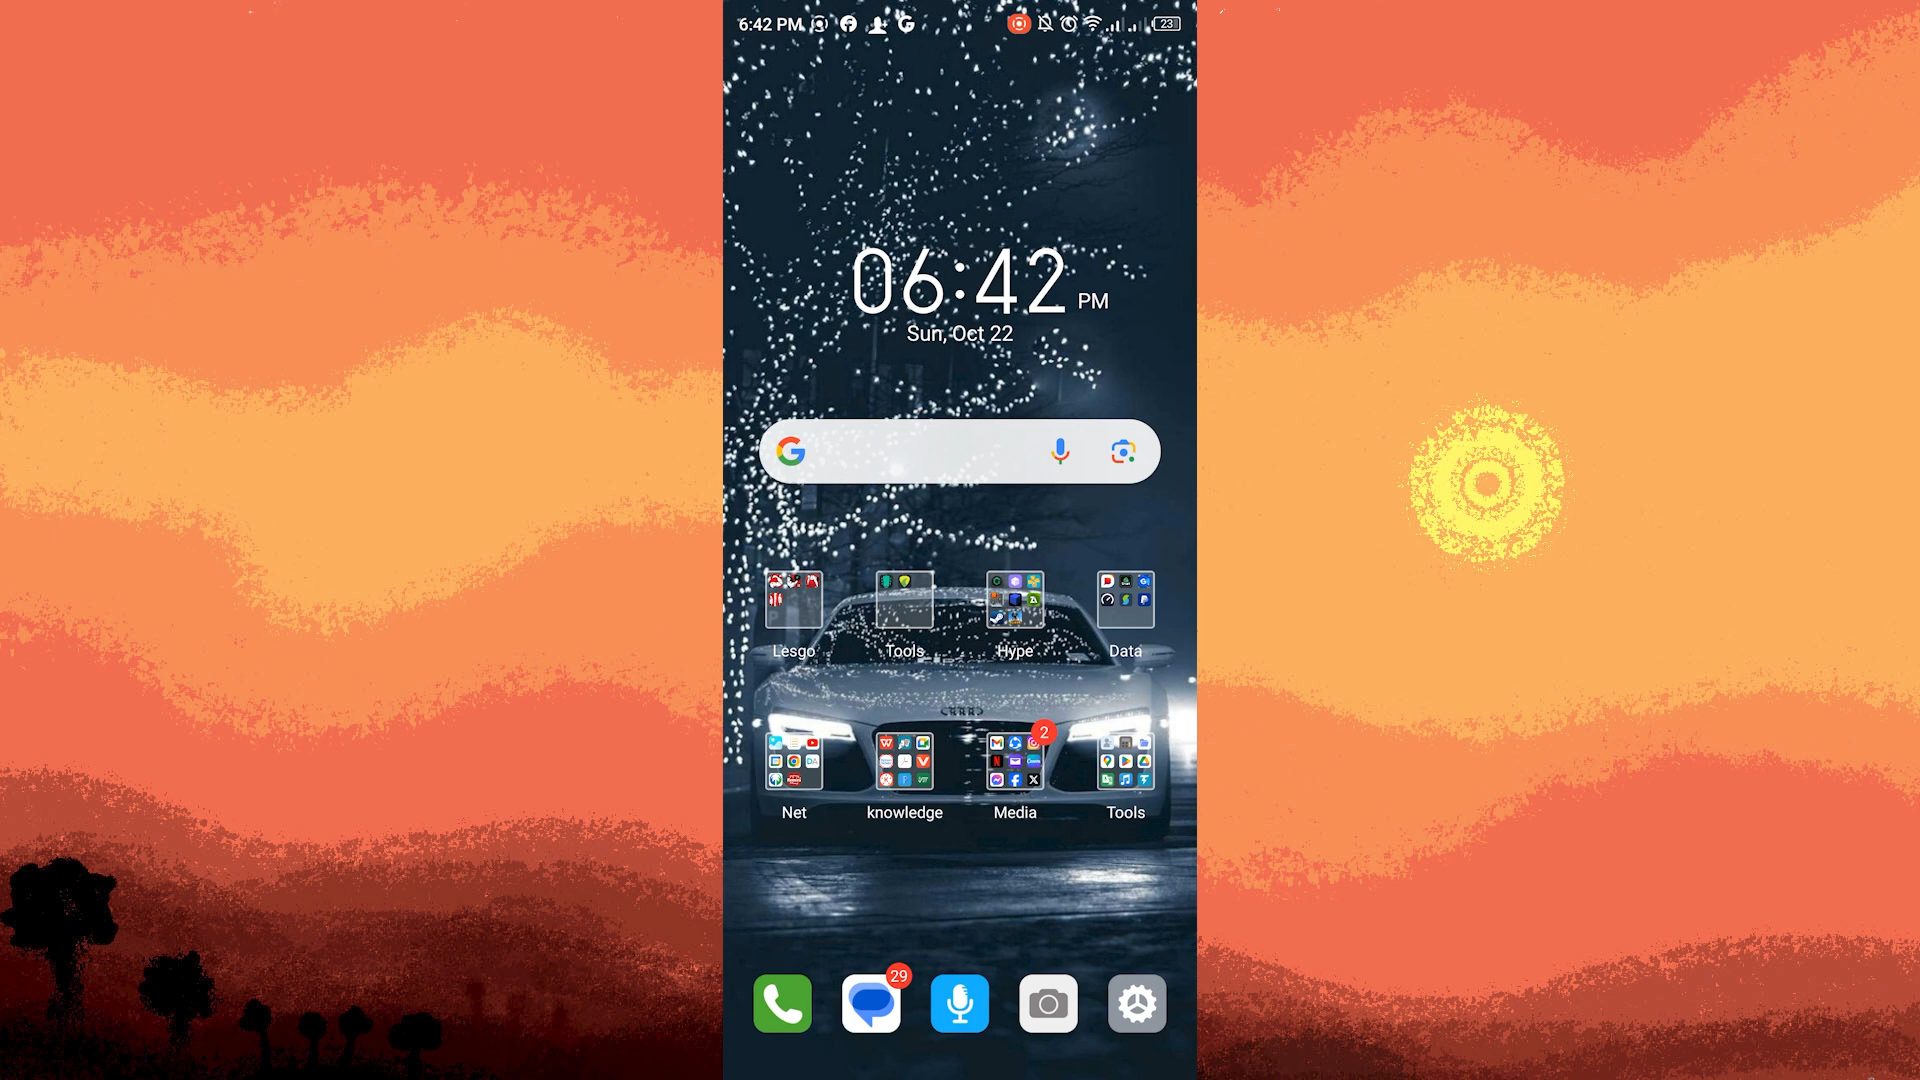 6:42 PM
23
06:42 PM
Sun, Oct 22
Lesgo Tools Hype Data
2
Net knowledge Media Tools
29